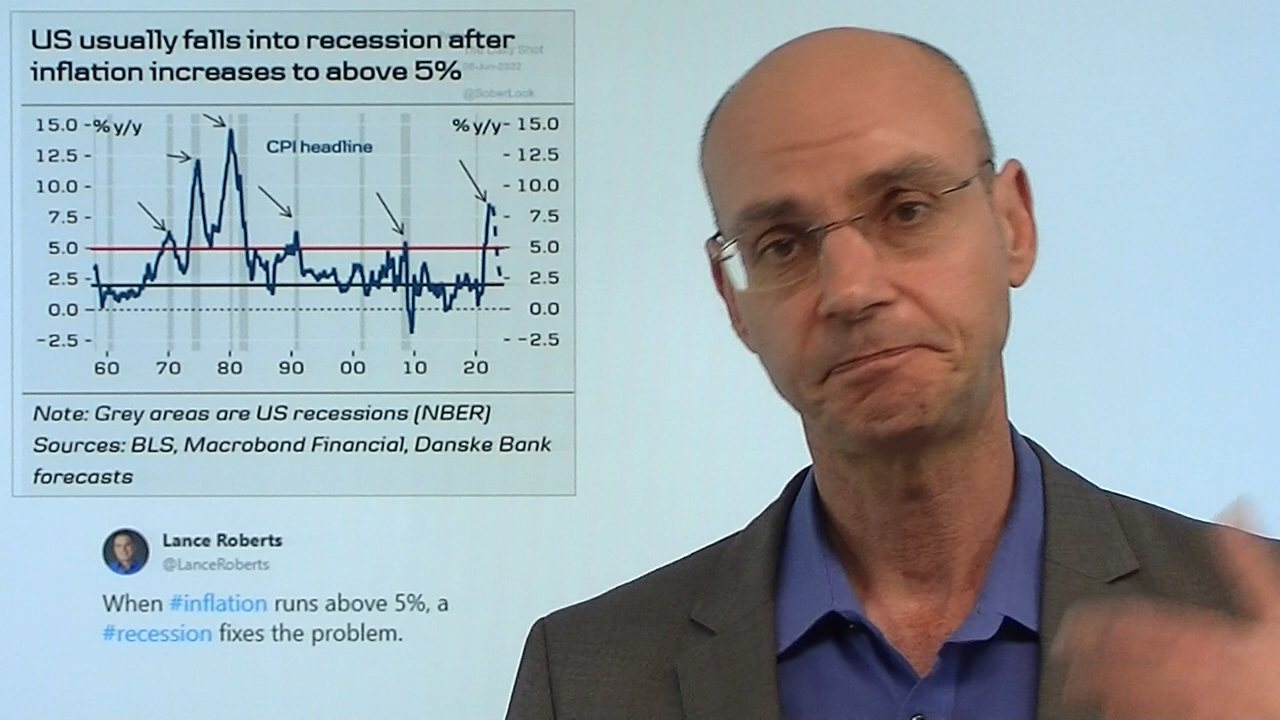 US usually falls into recession after
inflation increases to above 5%
The Daily Shot
@SoberLook
15.0 % y/y % y/y 15.0
CPI headline
12.5 12.5
10.0 10.0
7.5 7.5
5.0 5.0
2.5 2.5
0.0 0.0
−2.5 −2.5
60 70 80 90 00 10 20
Note: Grey areas are US recessions (NBER)
Sources: BLS, Macrobond Financial, Danske Bank
forecasts
Lance Roberts
@LanceRoberts
When #inflation runs above 5%, a
#recession fixes the problem.